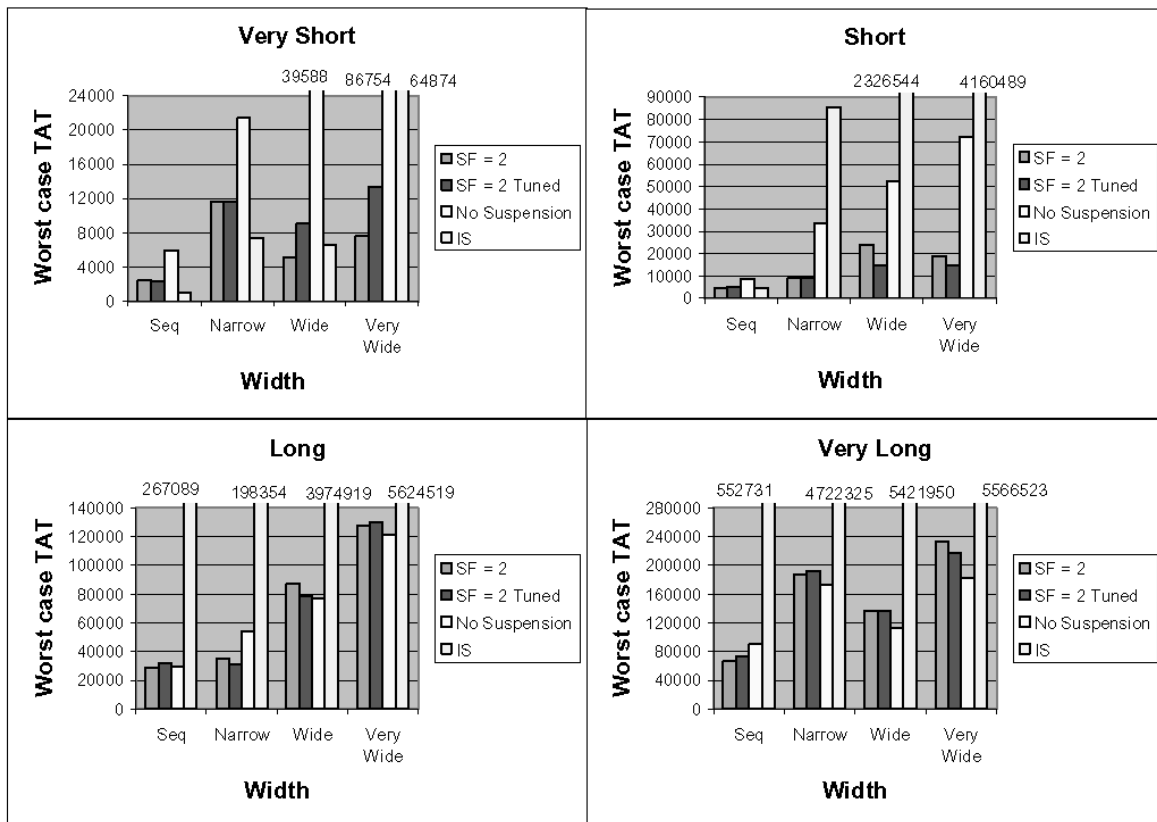 Very Short
39588 86754 64874
Worst case TAT
24000
20000
16000
12000
8000
4000
0
Seq Narrow Wide Very Wide
Width
SF = 2
SF = 2 Tuned
No Suspension
IS
Short
2326544 4160489
Worst case TAT
90000
80000
70000
60000
50000
40000
30000
20000
10000
0
Seq Narrow Wide Very Wide
Width
SF = 2
SF = 2 Tuned
No Suspension
IS
Long
267089 198354 3974919 5624519
Worst case TAT
140000
120000
100000
80000
60000
40000
20000
0
Seq Narrow Wide Very Wide
Width
SF = 2
SF = 2 Tuned
No Suspension
IS
Very Long
552731 4722325 5421950 5566523
Worst case TAT
280000
240000
200000
160000
120000
80000
40000
0
Seq Narrow Wide Very Wide
Width
SF = 2
SF = 2 Tuned
No Suspension
IS